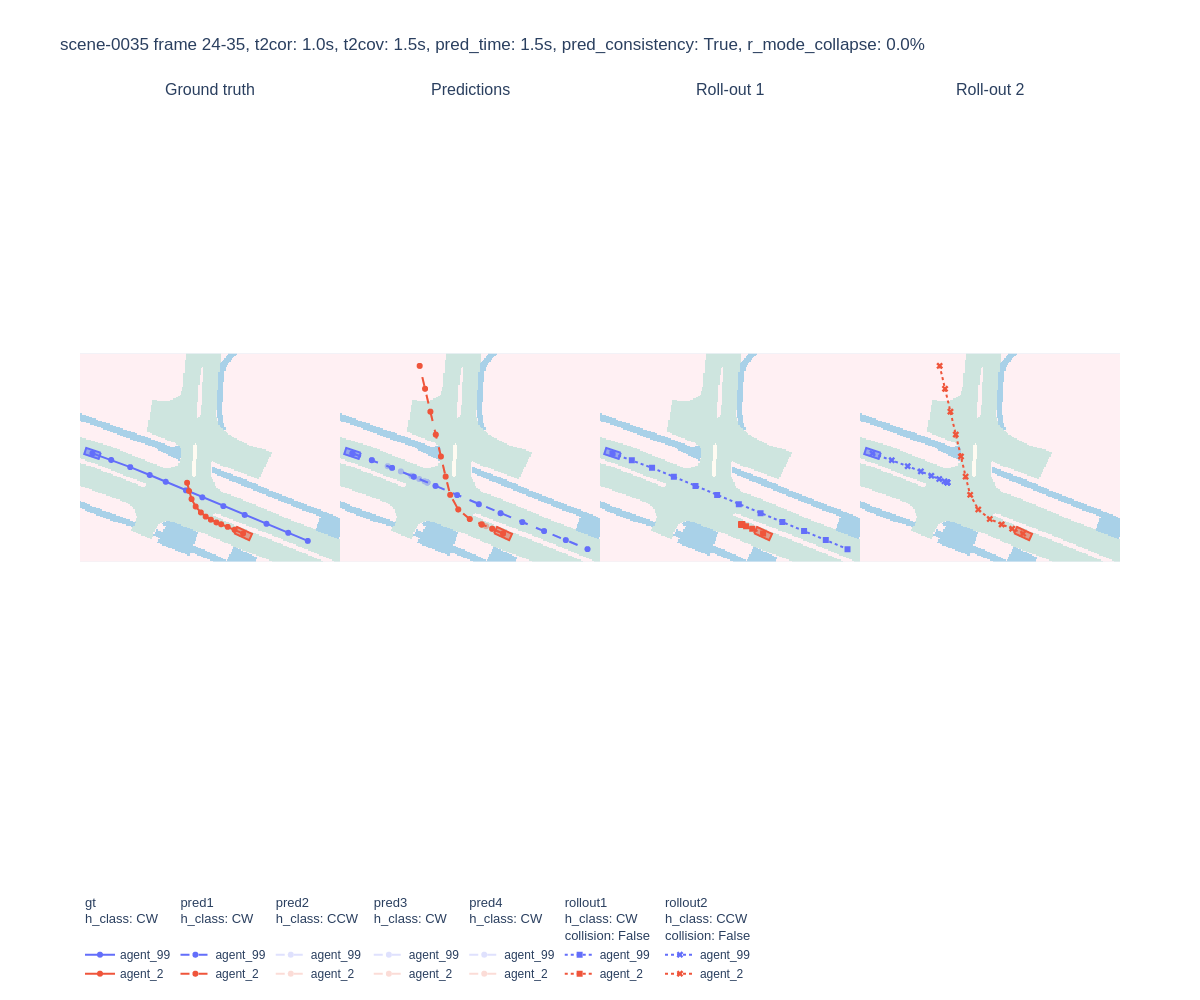 scene-0035 frame 24-35, t2cor: 1.0s, t2cov: 1.5s, pred_time: 1.5s, pred_consistency: True, r_mode_collapse: 0.0%
Ground truth
Predictions
Roll-out 1
Roll-out 2
gt
h_class: CW
agent_99
agent_2
pred1
h_class: CW
agent_99
agent_2
pred2
h_class: CCW
agent_99
agent_2
pred3
h_class: CW
agent_99
agent_2
pred4
h_class: CW
agent_99
agent_2
rollout1
h_class: CW
collision: False
agent_99
agent_2
rollout2
h_class: CCW
collision: False
agent_99
agent_2